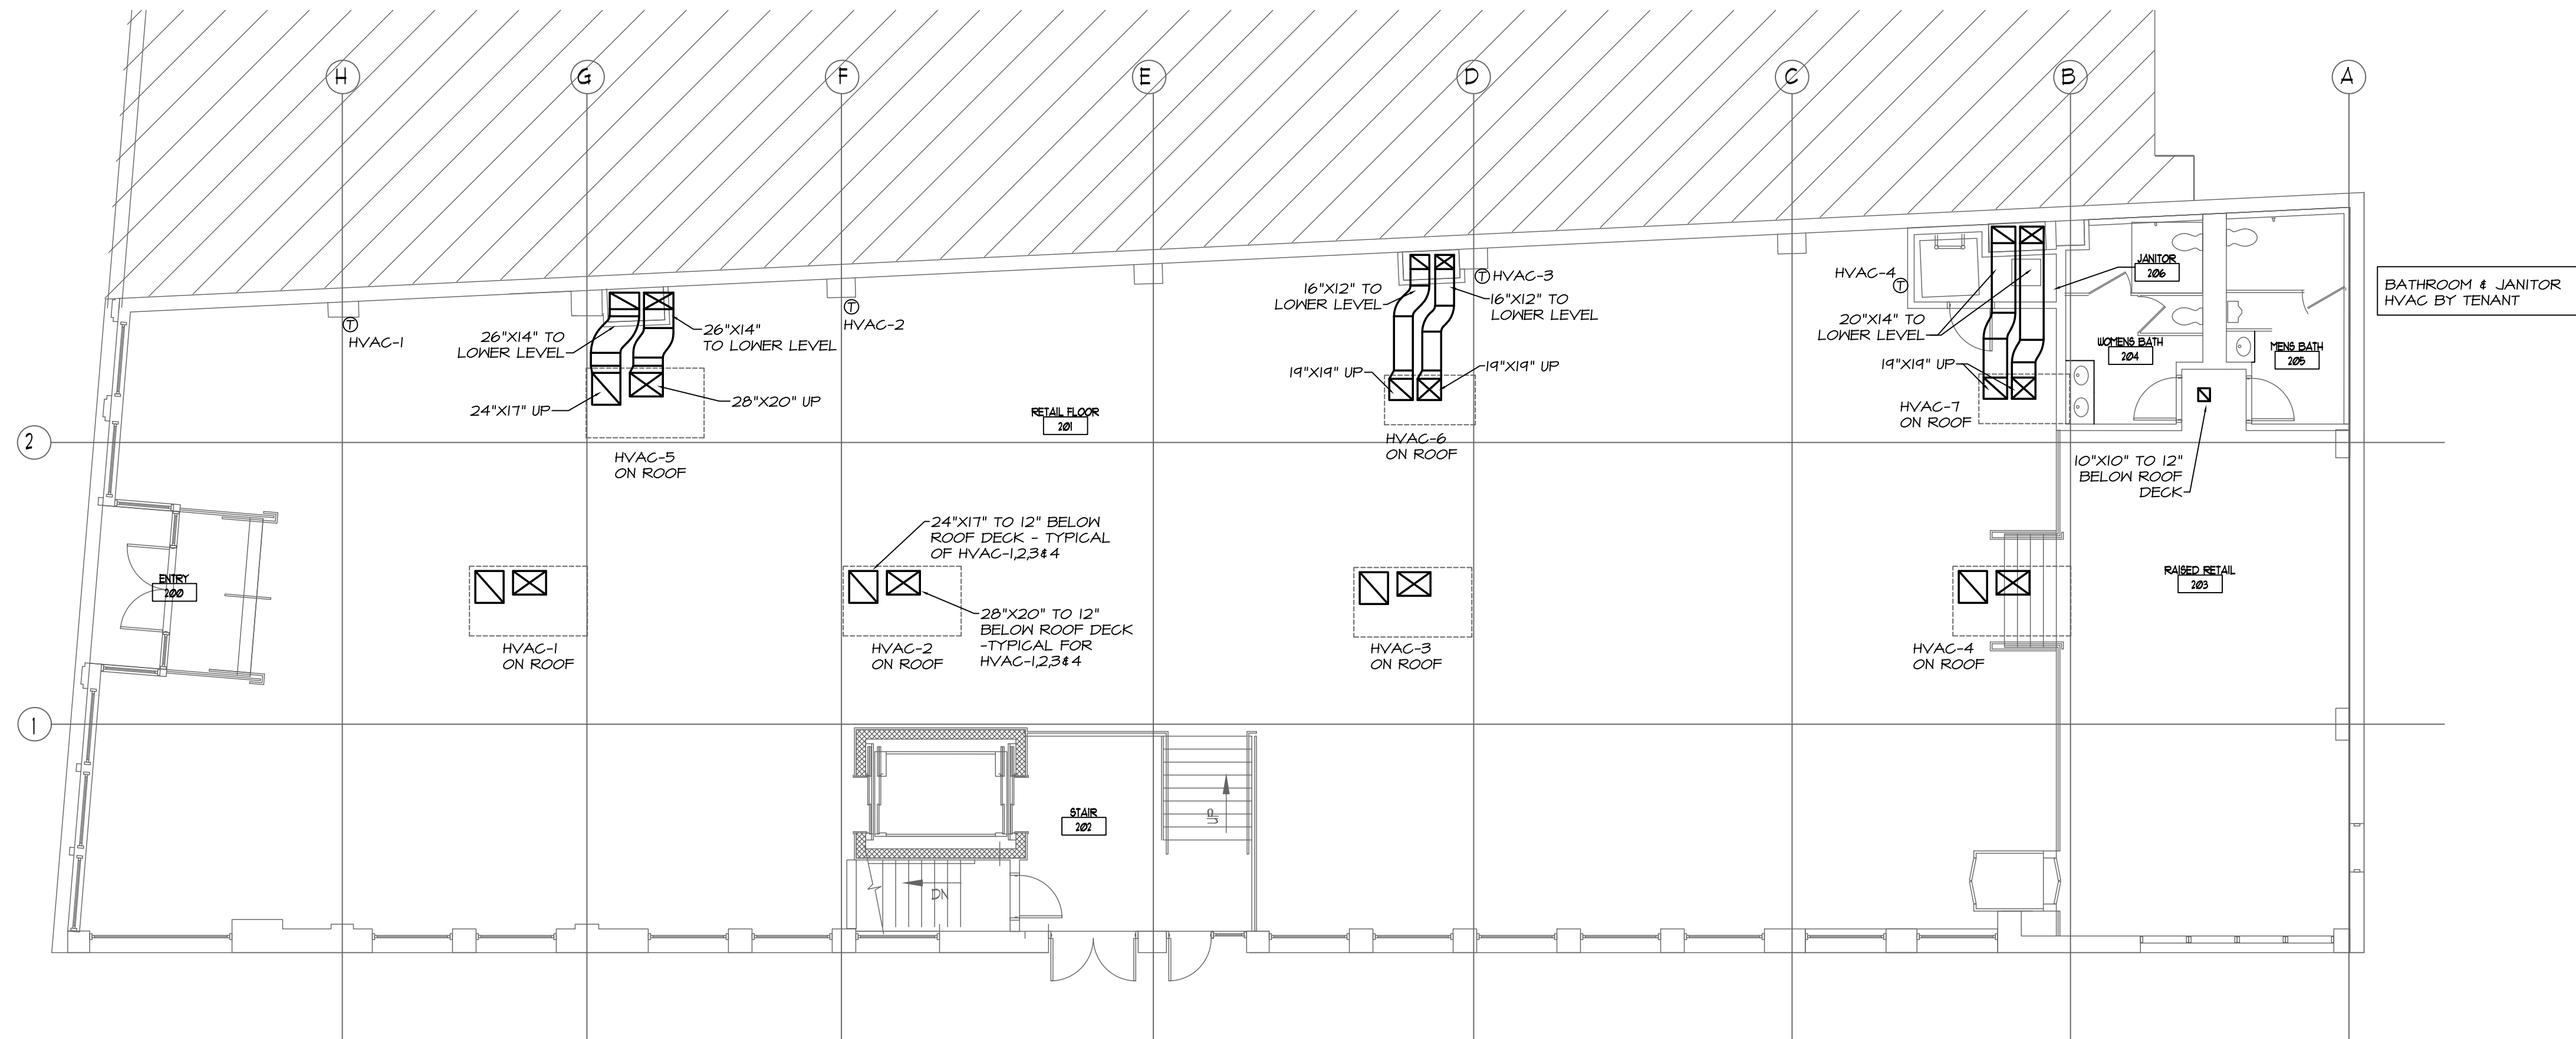 H
G
F
E
D
C
B
A
2
1
HVAC-1
26"X14" TO
LOWER LEVEL
26"X14"
TO LOWER LEVEL
24"X17" UP
28"X20" UP
HVAC-5
ON ROOF
HVAC-2
RETAIL FLOOR
201
16"X12" TO
LOWER LEVEL
HVAC-3
16"X12" TO
LOWER LEVEL
19"X19" UP
19"X19" UP
HVAC-6
ON ROOF
HVAC-4
20"X14" TO
LOWER LEVEL
19"X19" UP
HVAC-7
ON ROOF
JANITOR
206
WOMENS BATH
204
MENS BATH
205
BATHROOM & JANITOR
HVAC BY TENANT
10"X10" TO 12"
BELOW ROOF
DECK
ENTRY
200
HVAC-1
ON ROOF
24"X17" TO 12" BELOW
ROOF DECK - TYPICAL
OF HVAC-1,2,3&4
28"X20" TO 12"
BELOW ROOF DECK
-TYPICAL FOR
HVAC-1,2,3&4
HVAC-2
ON ROOF
HVAC-3
ON ROOF
HVAC-4
ON ROOF
RAISED RETAIL
203
STAIR
202
UP
DN
T
T
T
T